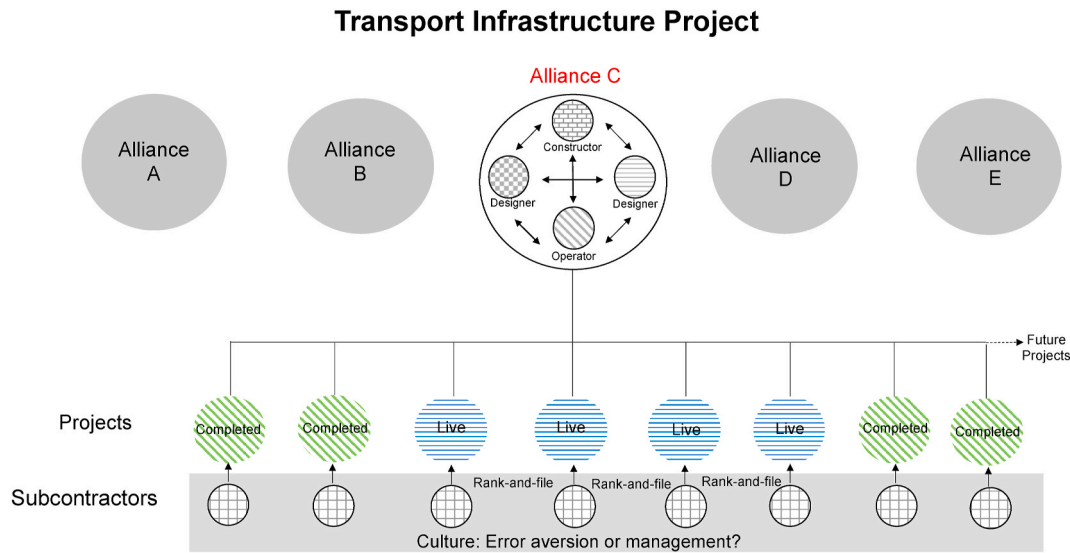 Transport Infrastructure Project
Alliance C
Alliance
A
Alliance
B
Constructor
Designer
Designer
Operator
Alliance
D
Alliance
E
Future
Projects
Projects
Completed
Completed
Live
Live
Live
Live
Completed
Completed
Subcontractors
Rank-and-file
Rank-and-file
Rank-and-file
Culture: Error aversion or management?